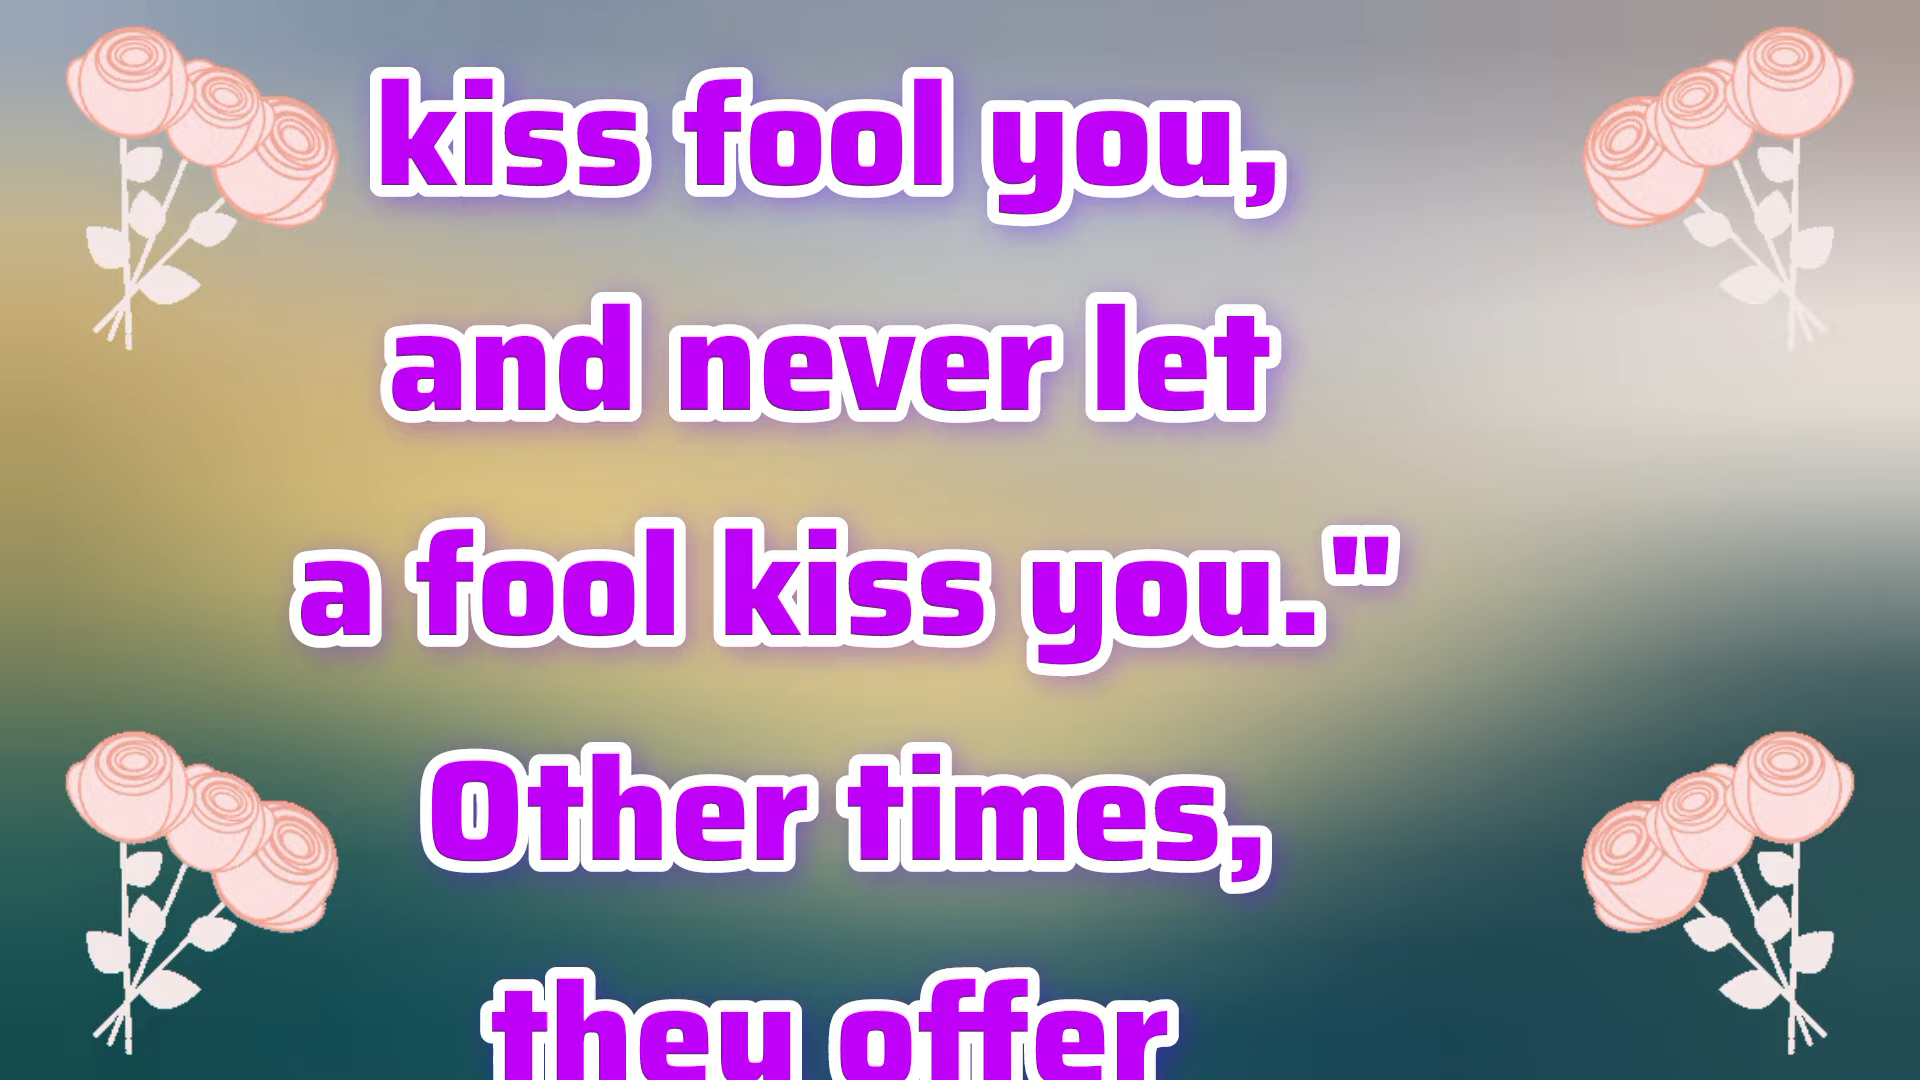 kiss fool you,
and never let
a fool kiss you."
Other times,
they offer